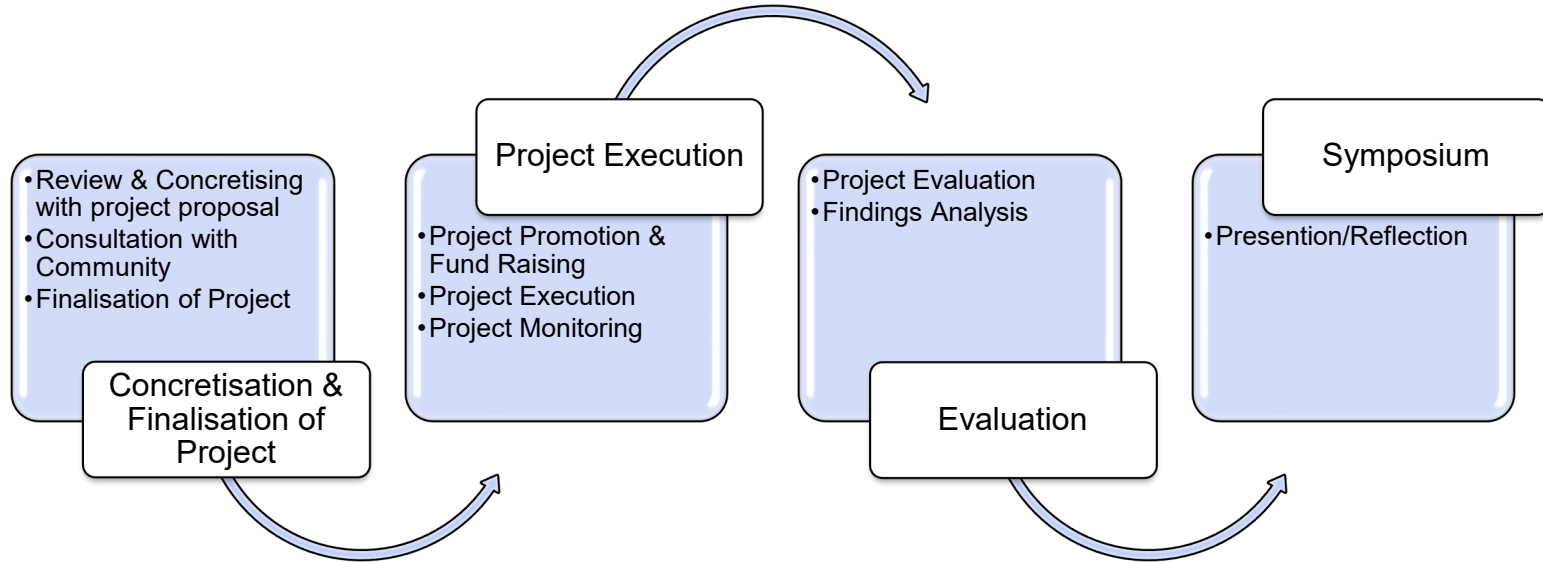 •Review & Concretising
with project proposal
•Consultation with
Community
•Finalisation of Project
Concretisation &
Finalisation of
Project
Project Execution
•Project Promotion &
Fund Raising
•Project Execution
•Project Monitoring
•Project Evaluation
•Findings Analysis
Evaluation
Symposium
•Presention/Reflection